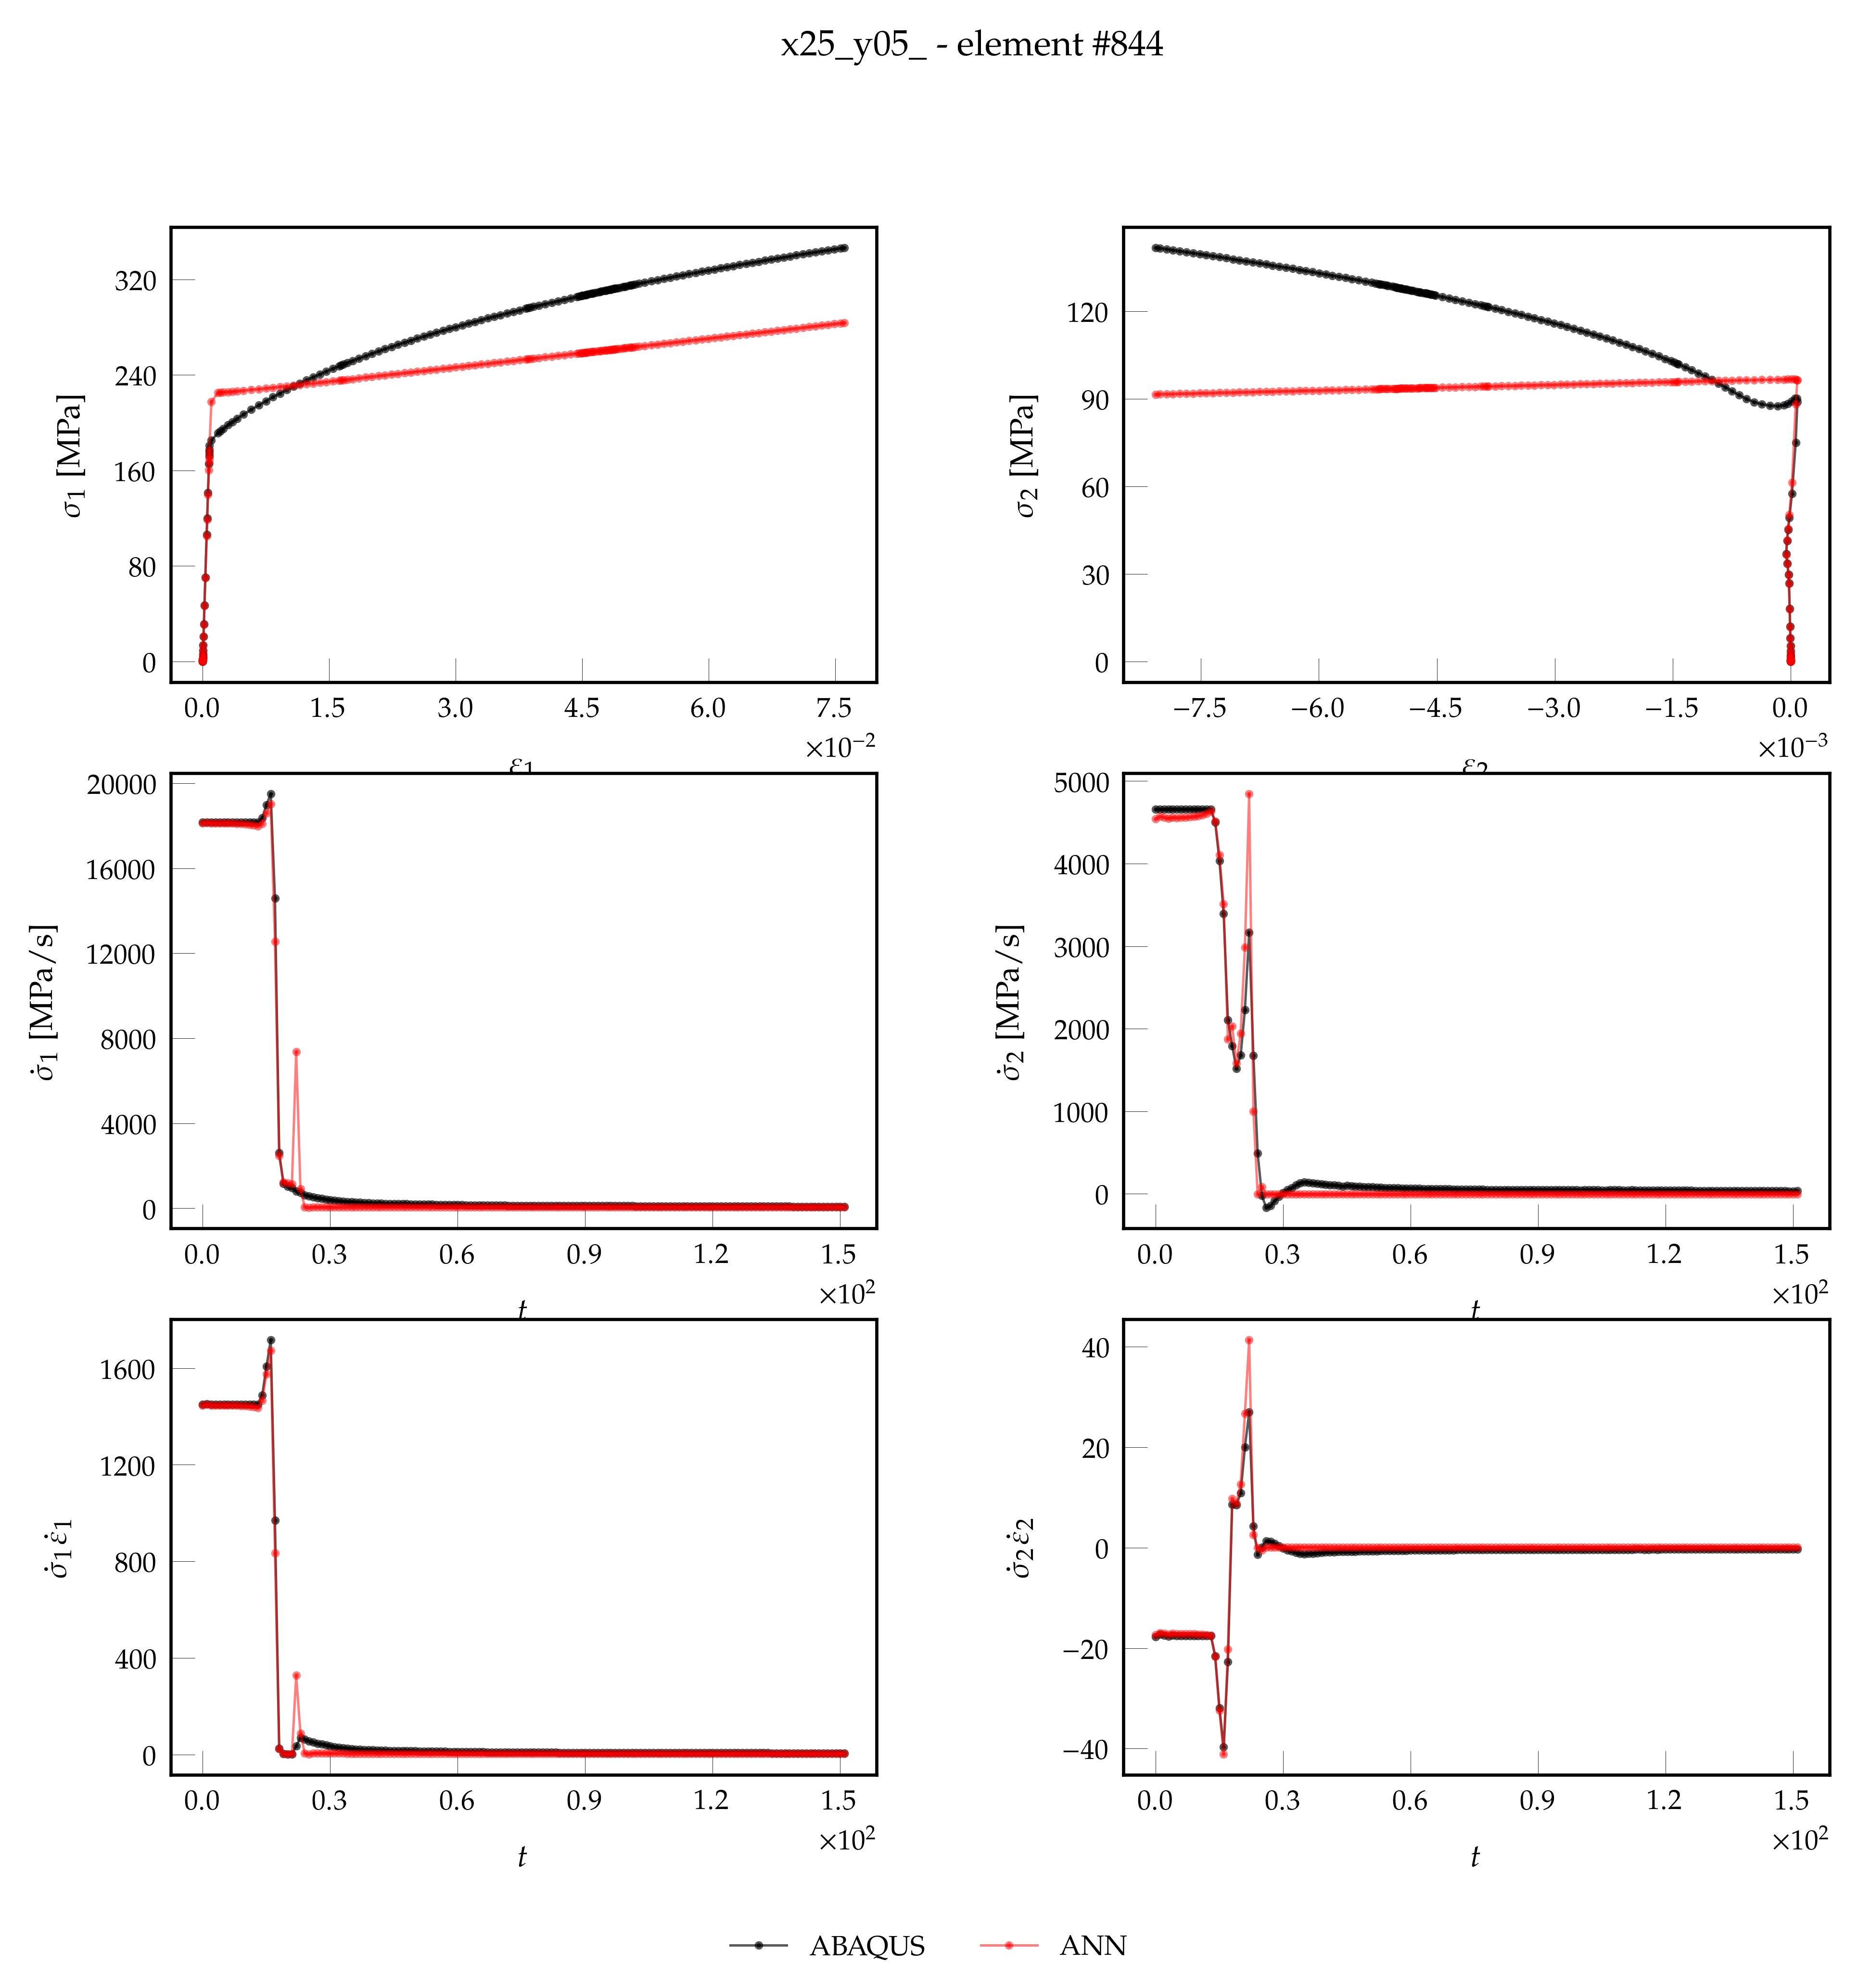 x25_y05_ - element #844
σ1 [MPa]
320
240
160
80
0
0.0 1.5 3.0 4.5 6.0 7.5
×10−2
ε1
σ2 [MPa]
120
90
60
30
0
−7.5 −6.0 −4.5 −3.0 −1.5 0.0
×10−3
ε2
σ̇1 [MPa/s]
20000
16000
12000
8000
4000
0
0.0 0.3 0.6 0.9 1.2 1.5
×102
t
σ̇2 [MPa/s]
5000
4000
3000
2000
1000
0
0.0 0.3 0.6 0.9 1.2 1.5
×102
t
σ̇1ε̇1
1600
1200
800
400
0
0.0 0.3 0.6 0.9 1.2 1.5
×102
t
σ̇2ε̇2
40
20
0
−20
−40
0.0 0.3 0.6 0.9 1.2 1.5
×102
t
ABAQUS ANN